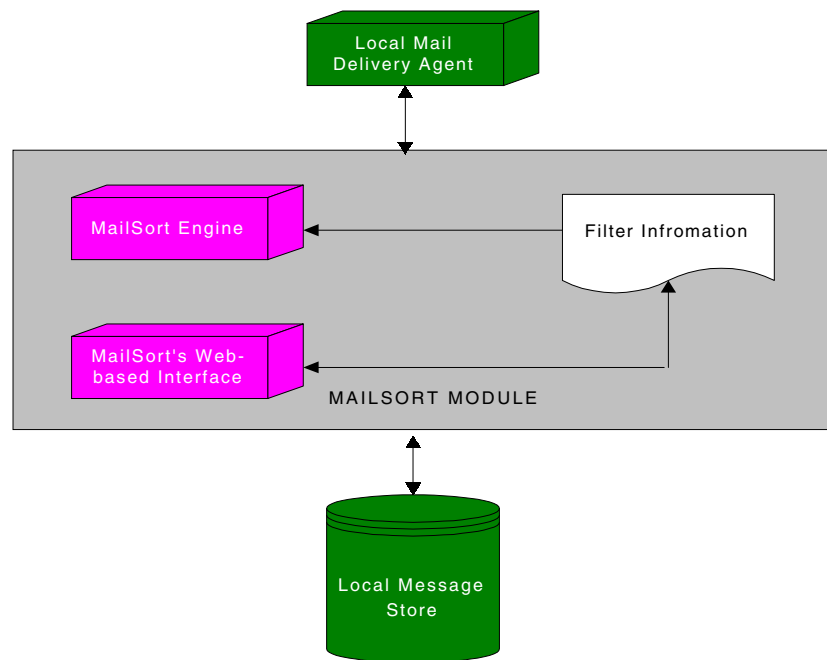 Local Mail
Delivery Agent
MailSort Engine
Filter Infromation
MailSort's Web-
based Interface
MAILSORT MODULE
Local Message
Store